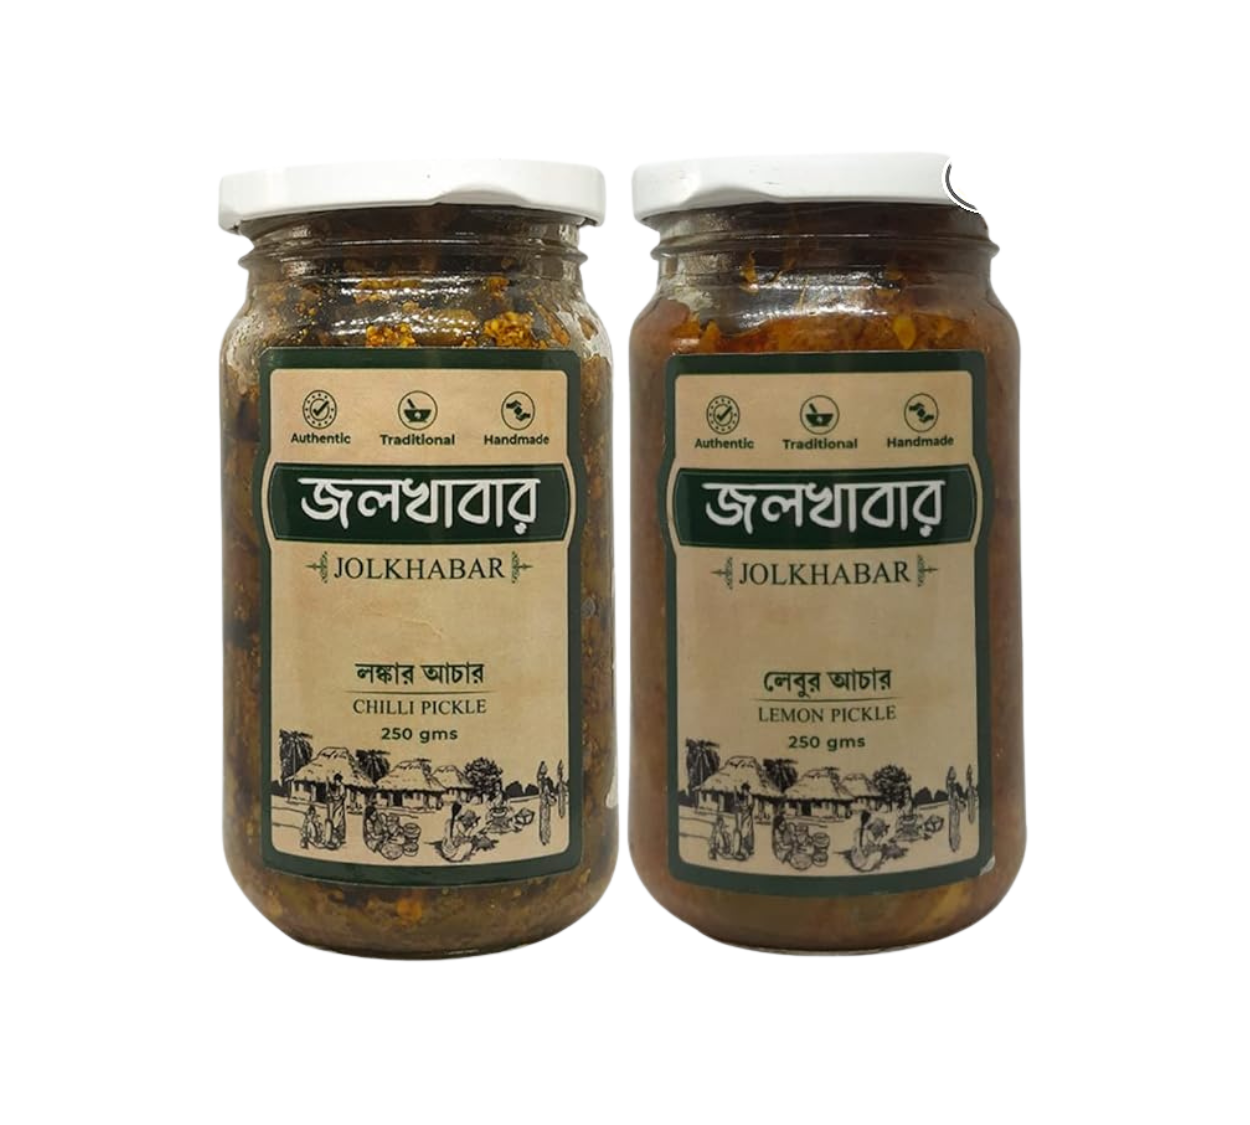 Authentic Traditional Handmade
জলখাবার
JOLKHABAR
লঙ্কার আচার
CHILLI PICKLE
250 gms
Authentic Traditional Handmade
জলখাবার
JOLKHABAR
লেবুর আচার
LEMON PICKLE
250 gms